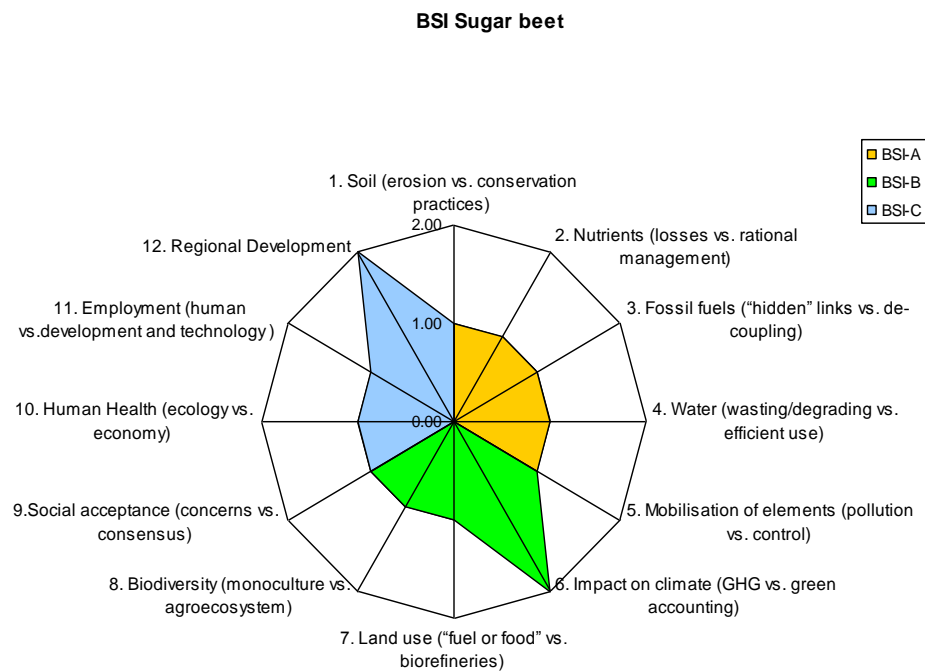 BSI Sugar beet
BSI-A
BSI-B
BSI-C
1. Soil (erosion vs. conservation
practices)
2. Nutrients (losses vs. rational
management)
3. Fossil fuels (“hidden” links vs. de-
coupling)
4. Water (wasting/degrading vs.
efficient use)
5. Mobilisation of elements (pollution
vs. control)
6. Impact on climate (GHG vs. green
accounting)
7. Land use (“fuel or food” vs.
biorefineries)
8. Biodiversity (monoculture vs.
agroecosystem)
9.Social acceptance (concerns vs.
consensus)
10. Human Health (ecology vs.
economy)
11. Employment (human
vs.development and technology )
12. Regional Development
2.00
1.00
0.00